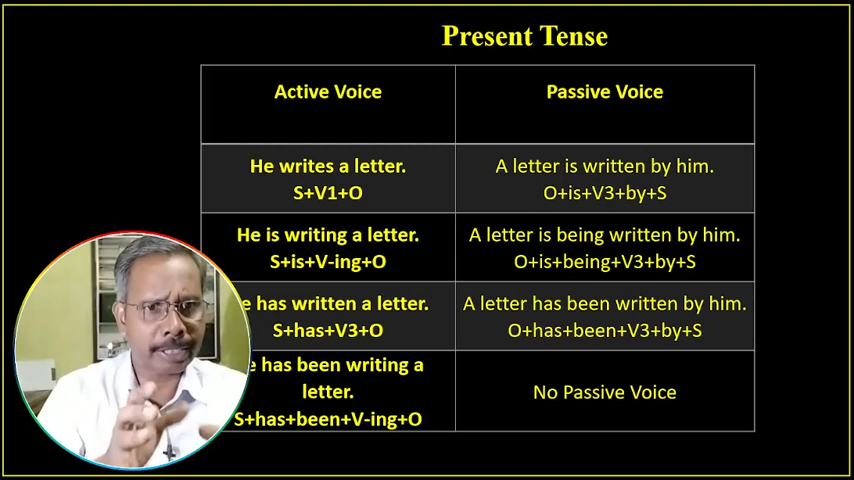 Present Tense
Active Voice
Passive Voice
He writes a letter.
S+V1+O
A letter is written by him.
O+is+V3+by+S
He is writing a letter.
S+is+V-ing+O
A letter is being written by him.
O+is+being+V3+by+S
has written a letter.
S+has+V3+O
A letter has been written by him.
O+has+been+V3+by+S
has been writing a
letter.
S+has+been+V-ing+O
No Passive Voice